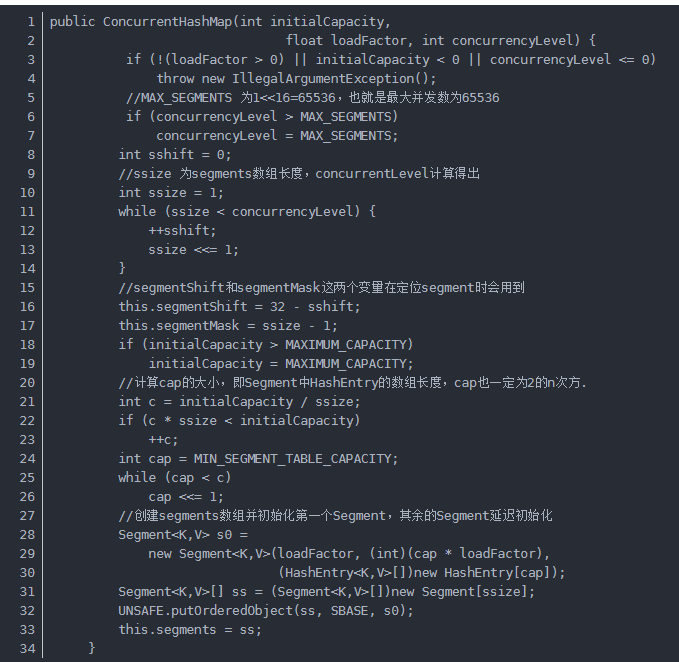 1 public ConcurrentHashMap(int initialCapacity,
2 float loadFactor, int concurrencyLevel) {
3 if (!(loadFactor > 0) || initialCapacity < 0 || concurrencyLevel <= 0)
4 throw new IllegalArgumentException();
5 //MAX_SEGMENTS 为1<<16=65536，也就是最大并发数为65536
6 if (concurrencyLevel > MAX_SEGMENTS)
7 concurrencyLevel = MAX_SEGMENTS;
8 int sshift = 0;
9 //ssize 为segments数组长度，concurrentLevel计算得出
10 int ssize = 1;
11 while (ssize < concurrencyLevel) {
12 ++sshift;
13 ssize <<= 1;
14 }
15 //segmentShift和segmentMask这两个变量在定位segment时会用到
16 this.segmentShift = 32 - sshift;
17 this.segmentMask = ssize - 1;
18 if (initialCapacity > MAXIMUM_CAPACITY)
19 initialCapacity = MAXIMUM_CAPACITY;
20 //计算cap的大小，即Segment中HashEntry的数组长度，cap也一定为2的n次方.
21 int c = initialCapacity / ssize;
22 if (c * ssize < initialCapacity)
23 ++c;
24 int cap = MIN_SEGMENT_TABLE_CAPACITY;
25 while (cap < c)
26 cap <<= 1;
27 //创建segments数组并初始化第一个Segment，其余的Segment延迟初始化
28 Segment<K,V> s0 =
29 new Segment<K,V>(loadFactor, (int)(cap * loadFactor),
30 (HashEntry<K,V>[])new HashEntry[cap]);
31 Segment<K,V>[] ss = (Segment<K,V>[])new Segment[ssize];
32 UNSAFE.putOrderedObject(ss, SBASE, s0);
33 this.segments = ss;
34 }